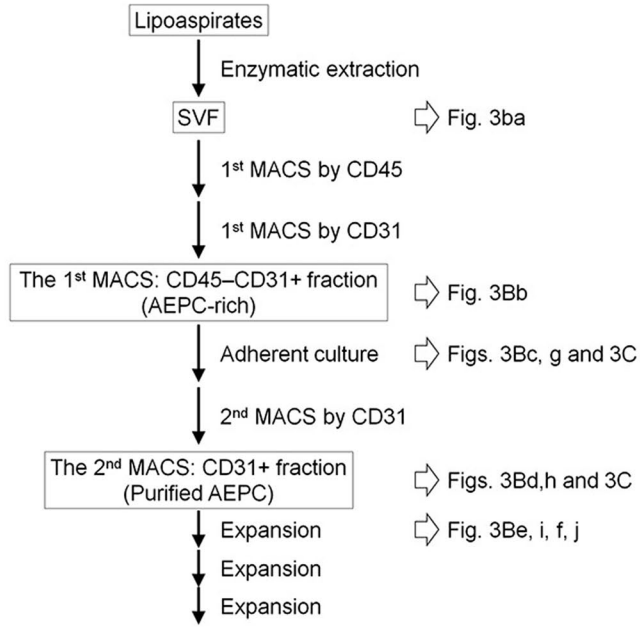 Lipoaspirates
Enzymatic extraction
SVF
Fig. 3ba
1st MACS by CD45
1st MACS by CD31
The 1st MACS: CD45–CD31+ fraction
(AEPC-rich)
Fig. 3Bb
Adherent culture
Figs. 3Bc, g and 3C
2nd MACS by CD31
The 2nd MACS: CD31+ fraction
(Purified AEPC)
Figs. 3Bd,h and 3C
Expansion
Fig. 3Be, i, f, j
Expansion
Expansion